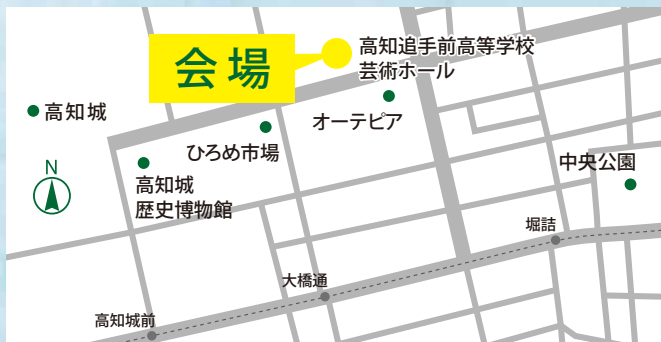 会場
高知追手前高等学校
芸術ホール
高知城
オーテピア
ひろめ市場
中央公園
N
高知城
歴史博物館
堀詰
大橋通
高知城前